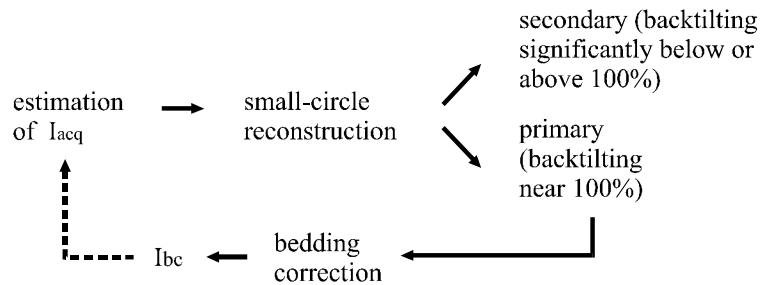 secondary (backtilting
significantly below or
above 100%)
estimation
of Iacq
small-circle
reconstruction
primary
(backtilting
near 100%)
Ibc
bedding
correction